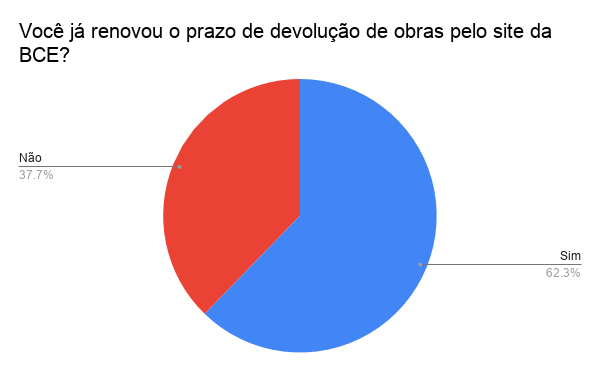 Você já renovou o prazo de devolução de obras pelo site da
BCE?
Não
37.7%
Sim
62.3%